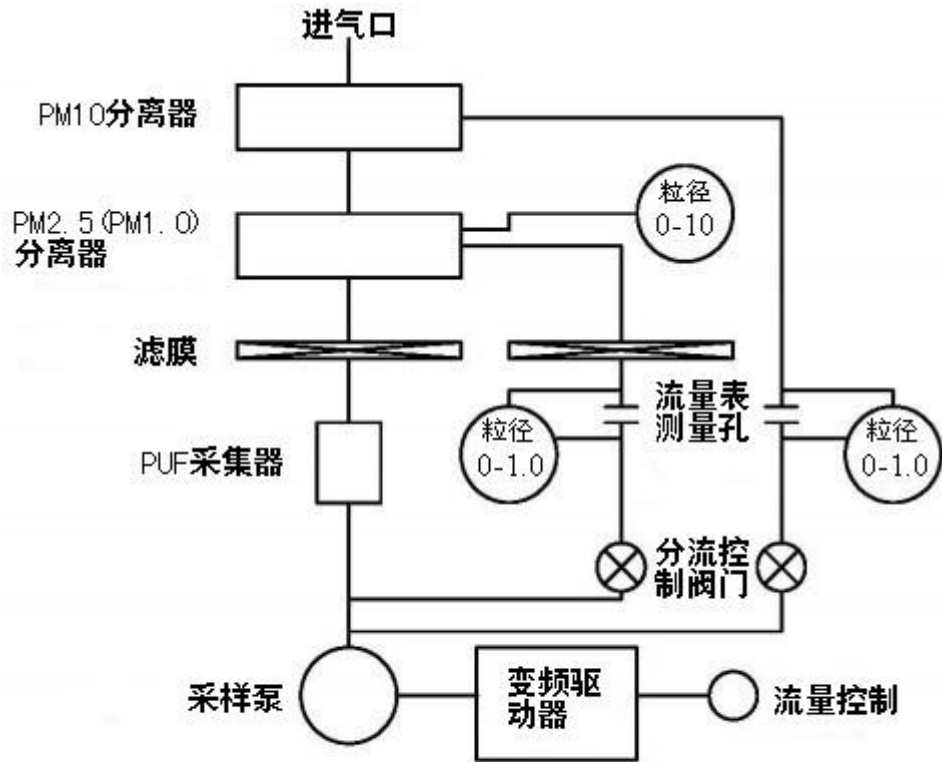 进气口
PM10分离器
PM2.5(PM1.0)
分离器
粒径
0-10
滤膜
流量表
测量孔
粒径
0-1.0
粒径
0-1.0
PUF采集器
分流控
制阀门
采样泵
变频驱
动器
流量控制